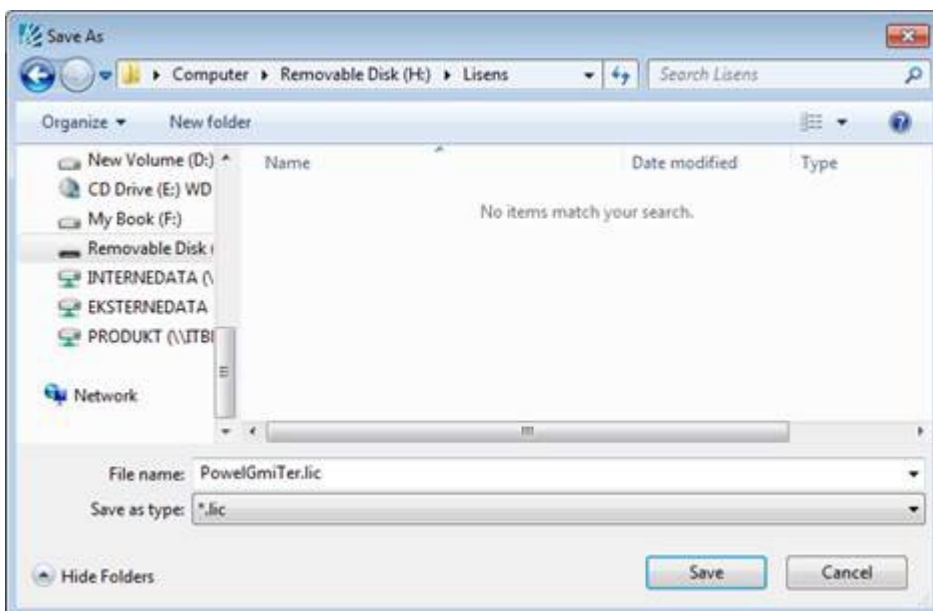 Save As
Computer ▸ Removable Disk (H:) ▸ Lisens
Search Lisens
Organize
New folder
Name
Date modified
Type
New Volume (D:)
CD Drive (E:) WD
My Book (F:)
Removable Disk (
INTERNEDATA (\
EKSTERNEDATA
PRODUKT (\\ITB
Network
No items match your search.
File name: PowelGmiTer.lic
Save as type: *.lic
Hide Folders
Save
Cancel